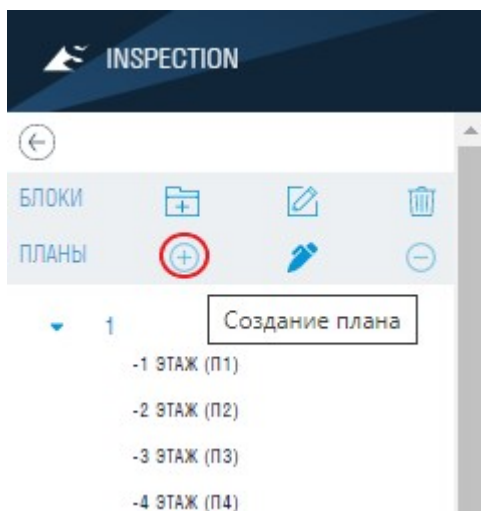 INSPECTION
БЛОКИ
ПЛАНЫ
Создание плана
1
-1 ЭТАЖ (П1)
-2 ЭТАЖ (П2)
-3 ЭТАЖ (П3)
-4 ЭТАЖ (П4)